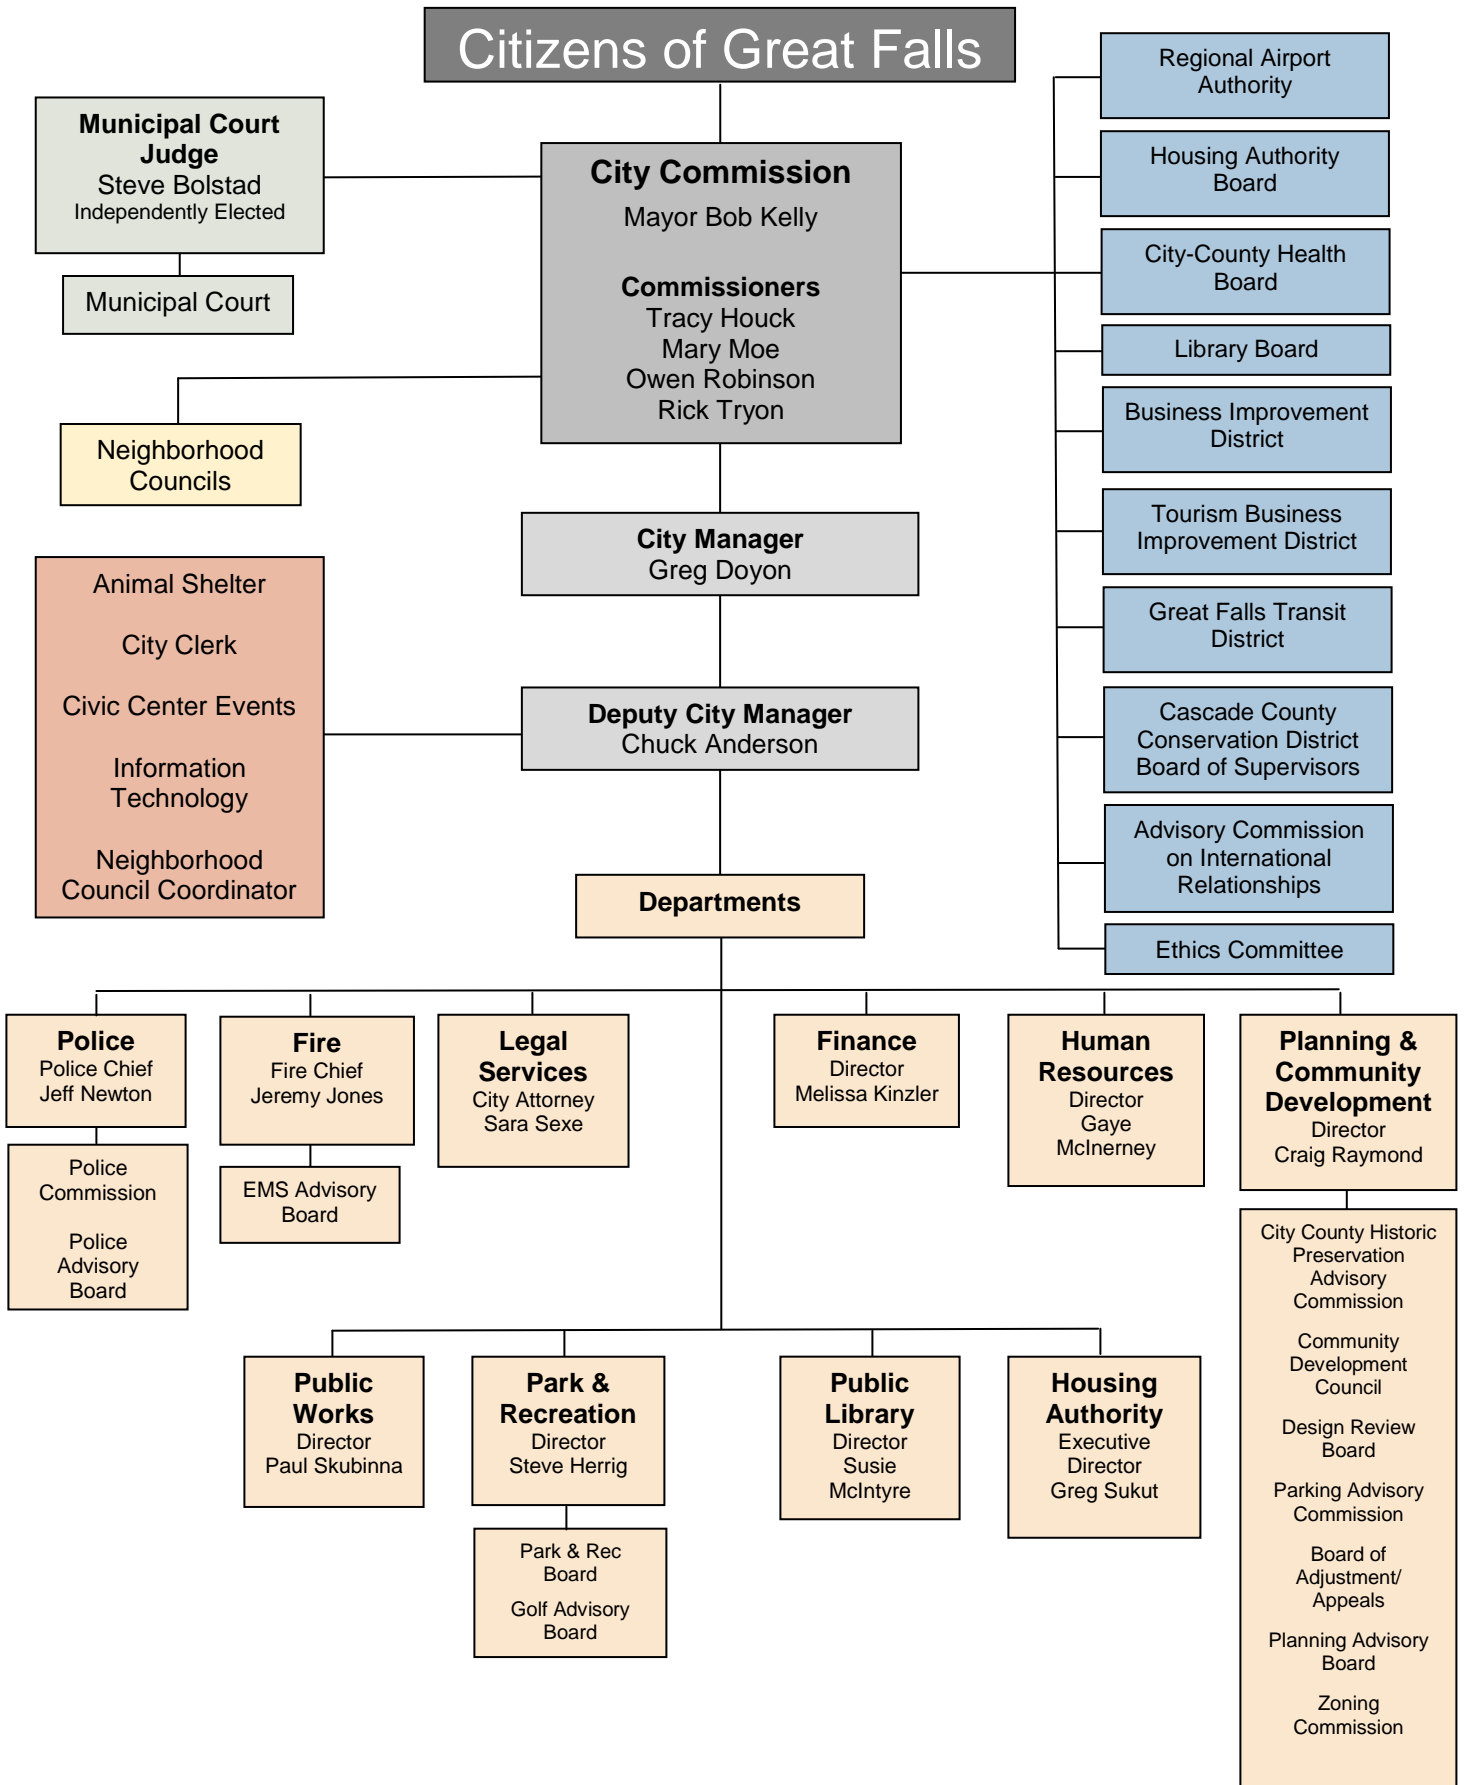 Citizens of Great Falls
Municipal Court
Judge
Steve Bolstad
Independently Elected
Municipal Court
Neighborhood
Councils
City Commission
Mayor Bob Kelly
Commissioners
Tracy Houck
Mary Moe
Owen Robinson
Rick Tryon
Regional Airport
Authority
Housing Authority
Board
City-County Health
Board
Library Board
Business Improvement
District
Tourism Business
Improvement District
Great Falls Transit
District
Cascade County
Conservation District
Board of Supervisors
Advisory Commission
on International
Relationships
Ethics Committee
City Manager
Greg Doyon
Animal Shelter
City Clerk
Civic Center Events
Information
Technology
Neighborhood
Council Coordinator
Deputy City Manager
Chuck Anderson
Departments
Police
Police Chief
Jeff Newton
Police
Commission
Police
Advisory
Board
Fire
Fire Chief
Jeremy Jones
EMS Advisory
Board
Legal
Services
City Attorney
Sara Sexe
Finance
Director
Melissa Kinzler
Human
Resources
Director
Gaye
McInerney
Planning &
Community
Development
Director
Craig Raymond
City County Historic
Preservation
Advisory
Commission
Community
Development
Council
Design Review
Board
Parking Advisory
Commission
Board of
Adjustment/
Appeals
Planning Advisory
Board
Zoning
Commission
Public
Works
Director
Paul Skubinna
Park &
Recreation
Director
Steve Herrig
Park & Rec
Board
Golf Advisory
Board
Public
Library
Director
Susie
McIntyre
Housing
Authority
Executive
Director
Greg Sukut